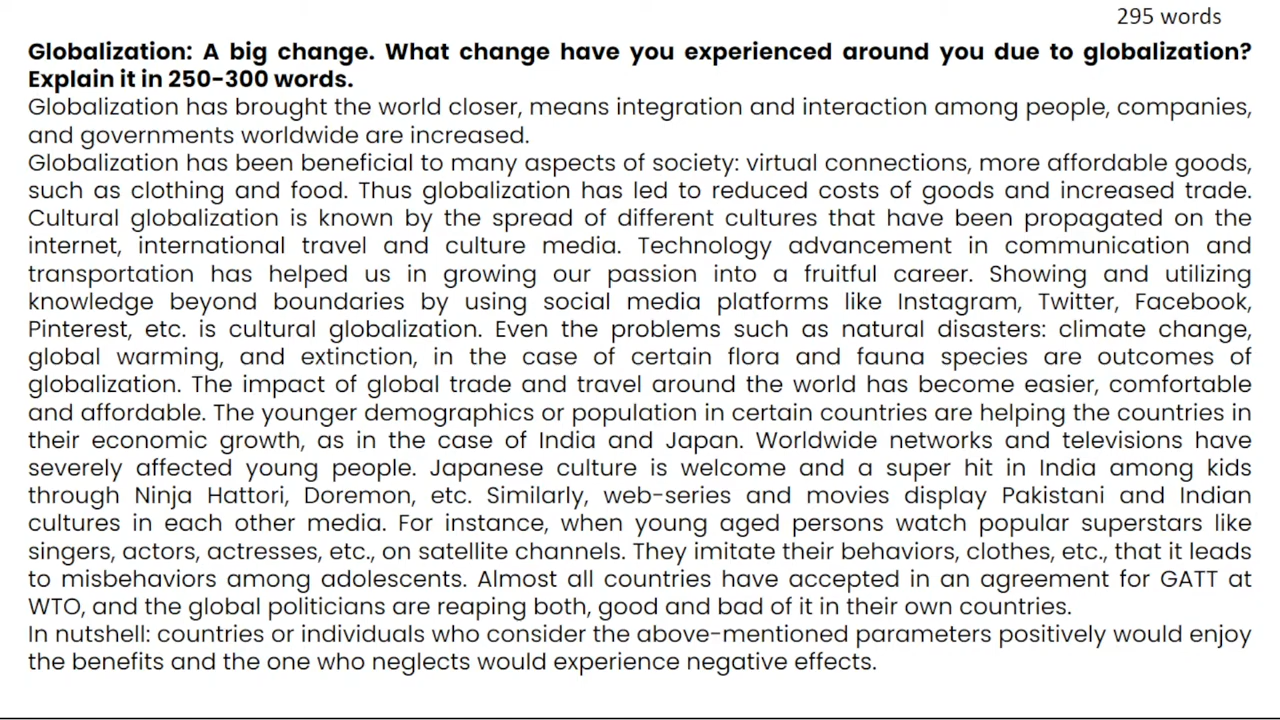 295 words
Globalization: A big change. What change have you experienced around you due to globalization?
Explain it in 250-300 words.
Globalization has brought the world closer, means integration and interaction among people, companies,
and governments worldwide are increased.
Globalization has been beneficial to many aspects of society: virtual connections, more affordable goods,
such as clothing and food. Thus globalization has led to reduced costs of goods and increased trade.
Cultural globalization is known by the spread of different cultures that have been propagated on the
internet, international travel and culture media. Technology advancement in communication and
transportation has helped us in growing our passion into a fruitful career. Showing and utilizing
knowledge beyond boundaries by using social media platforms like Instagram, Twitter, Facebook,
Pinterest, etc. is cultural globalization. Even the problems such as natural disasters: climate change,
global warming, and extinction, in the case of certain flora and fauna species are outcomes of
globalization. The impact of global trade and travel around the world has become easier, comfortable
and affordable. The younger demographics or population in certain countries are helping the countries in
their economic growth, as in the case of India and Japan. Worldwide networks and televisions have
severely affected young people. Japanese culture is welcome and a super hit in India among kids
through Ninja Hattori, Doremon, etc. Similarly, web-series and movies display Pakistani and Indian
cultures in each other media. For instance, when young aged persons watch popular superstars like
singers, actors, actresses, etc., on satellite channels. They imitate their behaviors, clothes, etc., that it leads
to misbehaviors among adolescents. Almost all countries have accepted in an agreement for GATT at
WTO, and the global politicians are reaping both, good and bad of it in their own countries.
In nutshell: countries or individuals who consider the above-mentioned parameters positively would enjoy
the benefits and the one who neglects would experience negative effects.